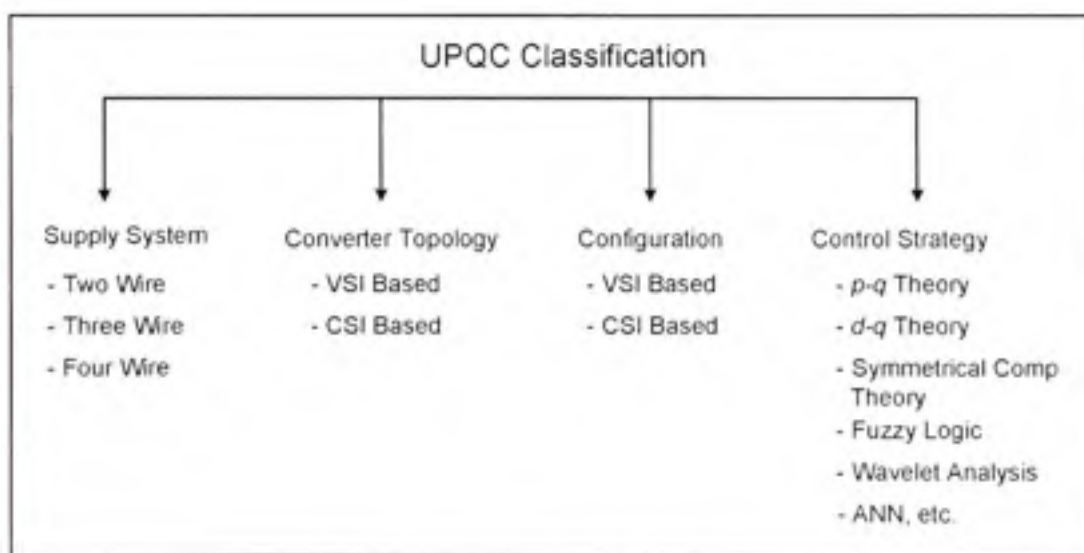 UPQC Classification
Supply System
- Two Wire
- Three Wire
- Four Wire
Converter Topology
- VSI Based
- CSI Based
Configuration
- VSI Based
- CSI Based
Control Strategy
- p-q Theory
- d-q Theory
- Symmetrical Comp
Theory
- Fuzzy Logic
- Wavelet Analysis
- ANN, etc.